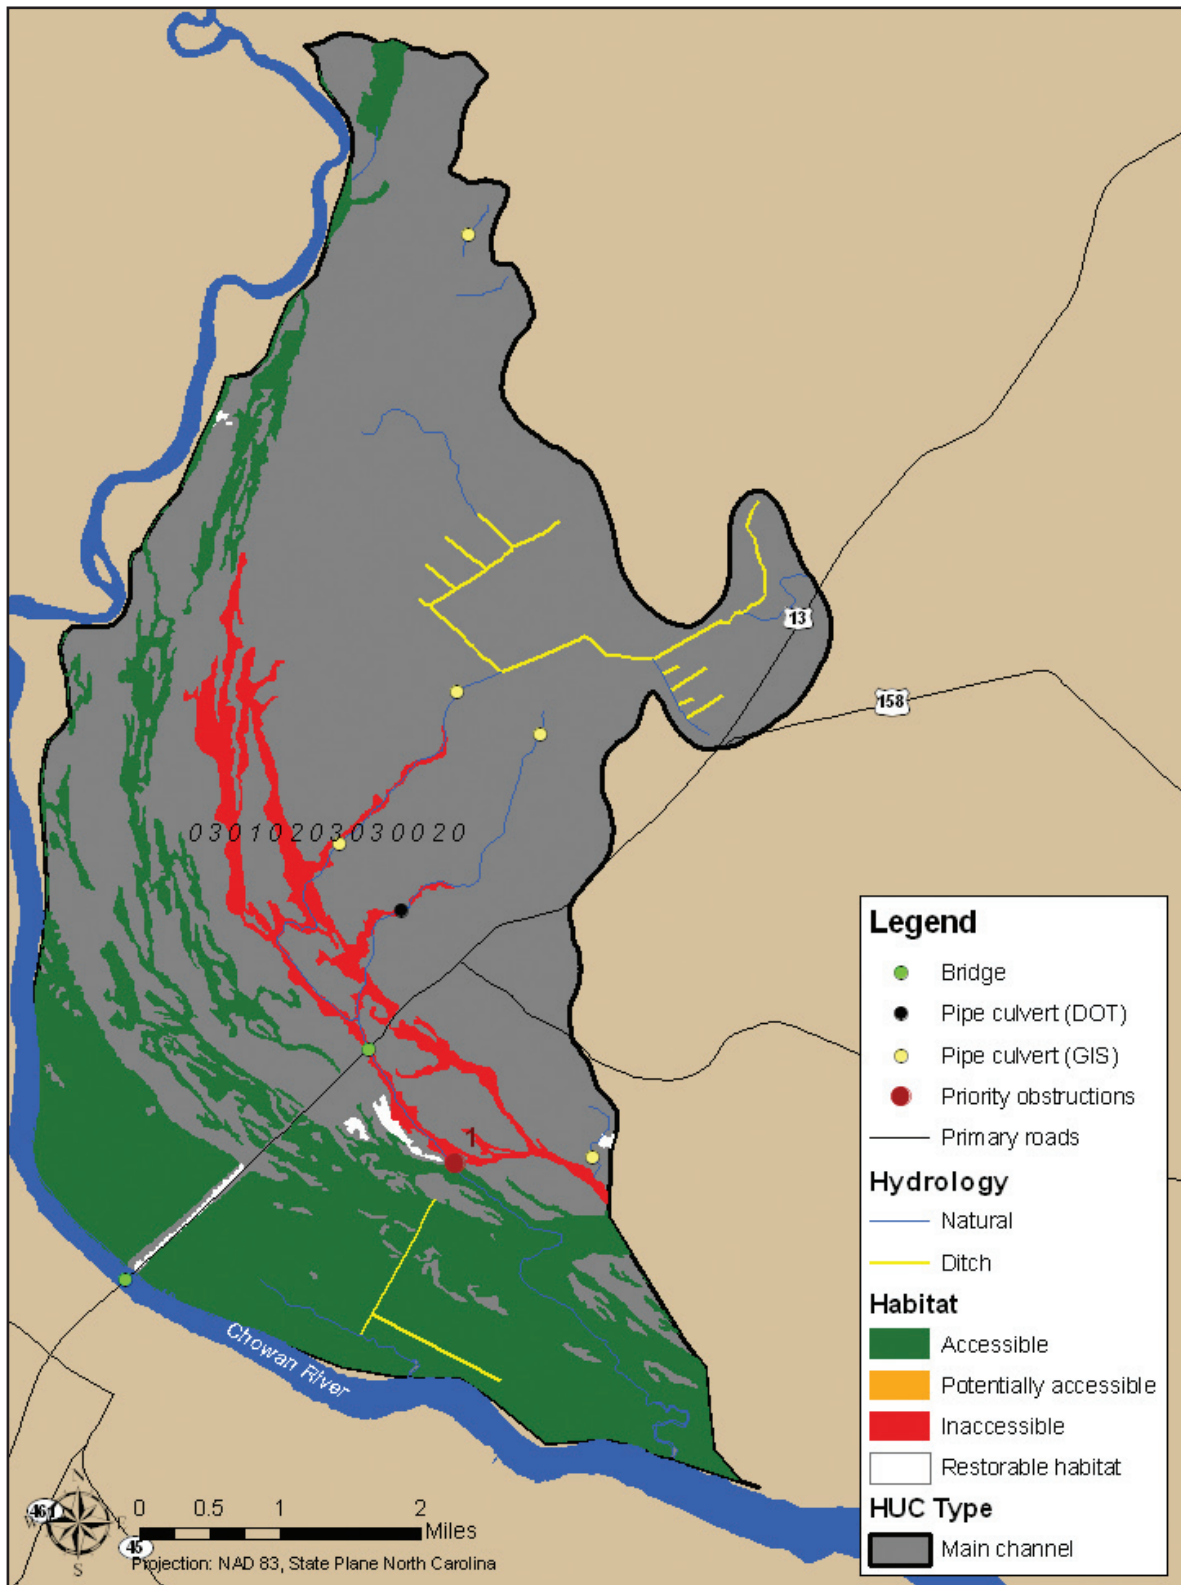 13
158
03010203030020
1
Chowan River
Legend
Bridge
Pipe culvert (DOT)
Pipe culvert (GIS)
Priority obstructions
Primary roads
Hydrology
Natural
Ditch
Habitat
Accessible
Potentially accessible
Inaccessible
Restorable habitat
HUC Type
Main channel
N
S
45
0 0.5 1 2
Miles
Projection: NAD 83, State Plane North Carolina